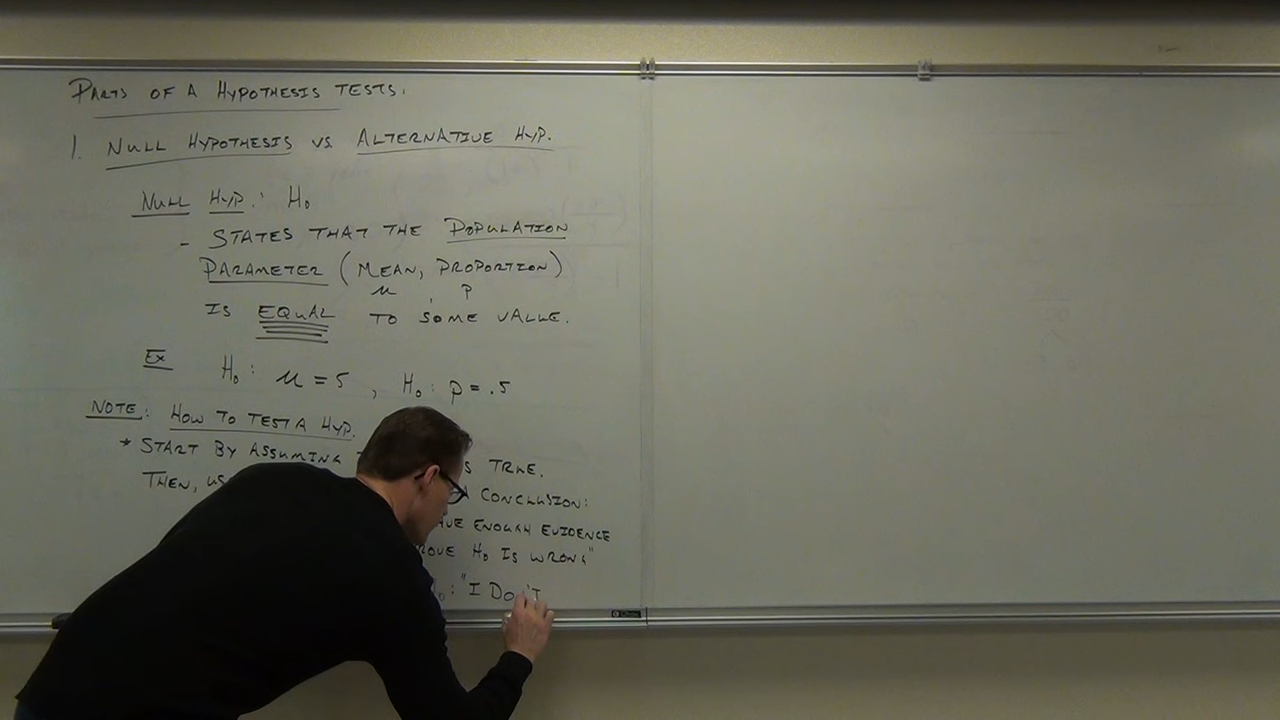 PARTS OF A HYPOTHESIS TESTS.
1. NULL HYPOTHESIS VS. ALTERNATIVE HYP.
NULL HYP.: H₀
- STATES THAT THE POPULATION
PARAMETER (MEAN, PROPORTION)
μ , p
IS EQUAL TO SOME VALUE.
EX H₀: μ = 5 , H₀: p = .5
NOTE: HOW TO TEST A HYP.
* START BY ASSUMING TRUE.
THEN, CONCLUSION:
ENOUGH EVIDENCE
H₀ IS WRONG"
: "I DON'T